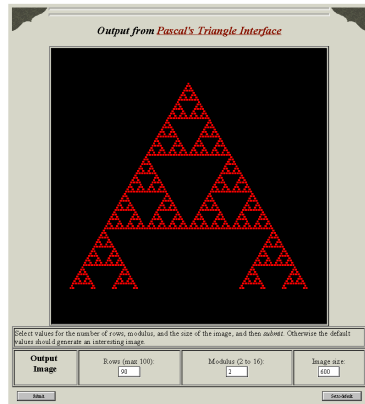 Output from Pascal's Triangle Interface
Select values for the number of rows, modulus, and the size of the image, and then submit. Otherwise the default
values should generate an interesting image.
Output
Image
Rows (max 100):
90
Modulus (2 to 16):
2
Image size:
600
Submit